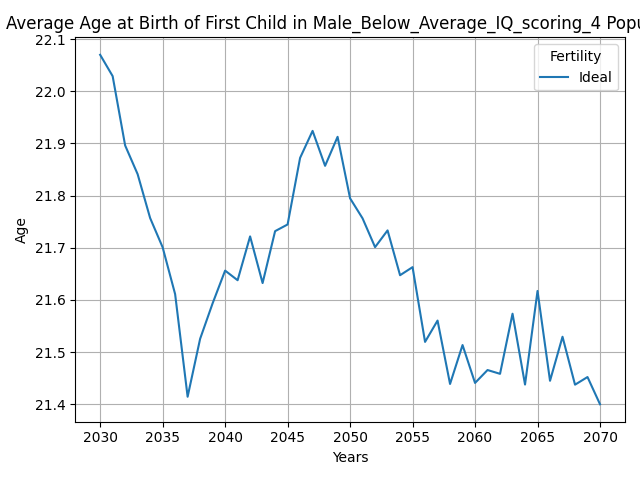 Average Age at Birth of First Child in Male_Below_Average_IQ_scoring_4
Fertility
Ideal
Age
22.1
22.0
21.9
21.8
21.7
21.6
21.5
21.4
2030 2035 2040 2045 2050 2055 2060 2065 2070
Years